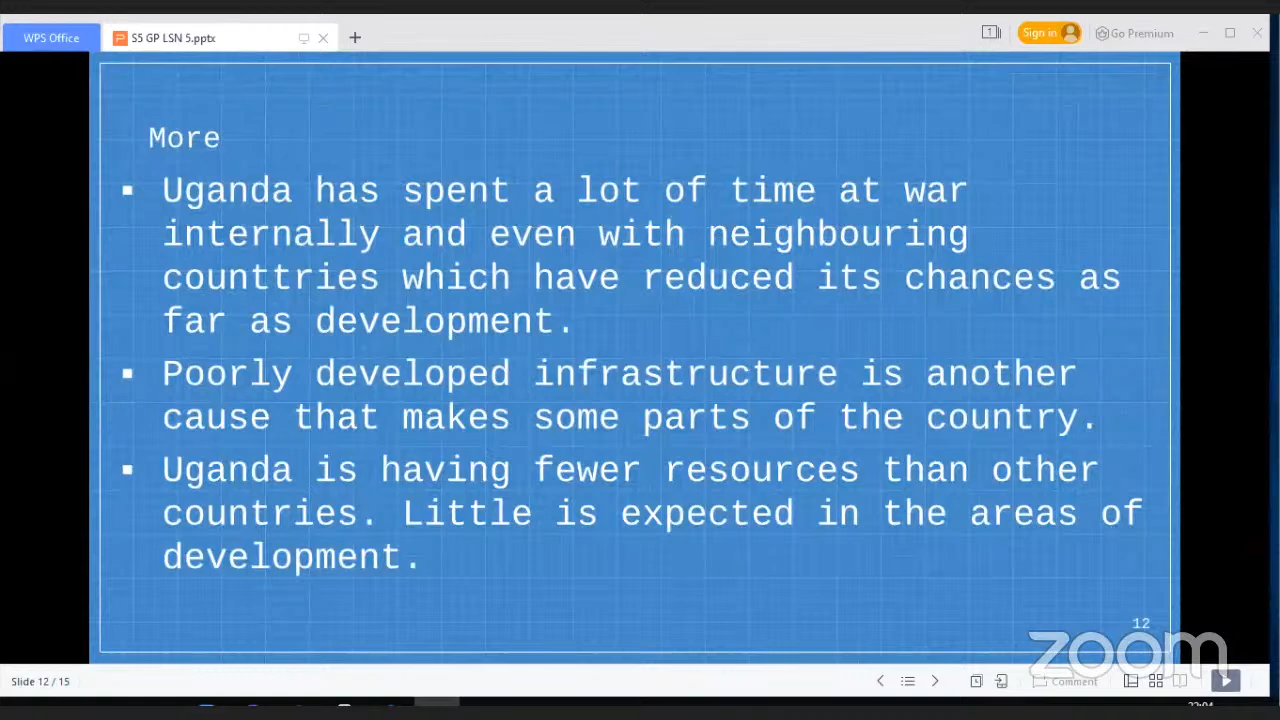 WPS Office
S5 GP LSN 5.pptx
1
Sign in
Go Premium
More
Uganda has spent a lot of time at war
internally and even with neighbouring
counttries which have reduced its chances as
far as development.
Poorly developed infrastructure is another
cause that makes some parts of the country.
Uganda is having fewer resources than other
countries. Little is expected in the areas of
development.
12
zoom
Slide 12 / 15
Comment